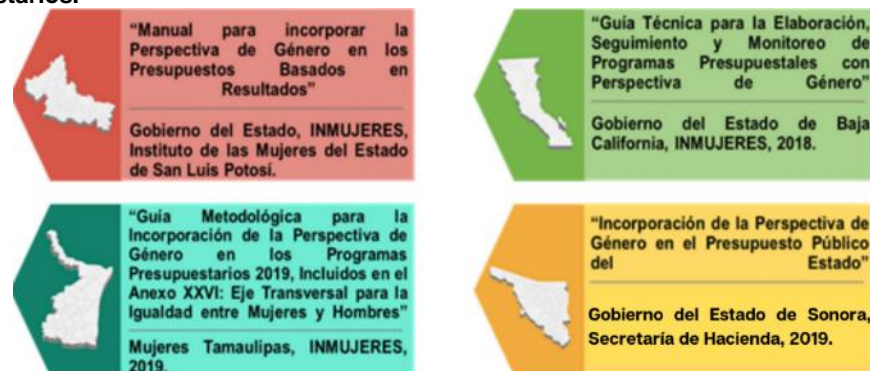 “Manual para incorporar la
Perspectiva de Género en los
Presupuestos Basados en
Resultados”
Gobierno del Estado, INMUJERES,
Instituto de las Mujeres del Estado
de San Luis Potosí.
“Guía Técnica para la Elaboración,
Seguimiento y Monitoreo de
Programas Presupuestales con
Perspectiva de Género”
Gobierno del Estado de Baja
California, INMUJERES, 2018.
“Guía Metodológica para la
Incorporación de la Perspectiva de
Género en los Programas
Presupuestarios 2019, Incluidos en el
Anexo XXVI: Eje Transversal para la
Igualdad entre Mujeres y Hombres”
Mujeres Tamaulipas, INMUJERES,
2019.
“Incorporación de la Perspectiva de
Género en el Presupuesto Público
del Estado”
Gobierno del Estado de Sonora,
Secretaría de Hacienda, 2019.